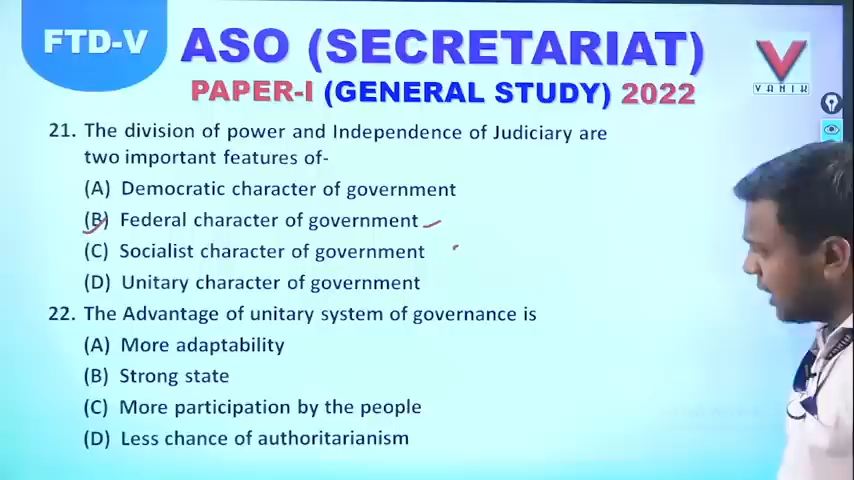 FTD-V
ASO (SECRETARIAT)
PAPER-I (GENERAL STUDY) 2022
VANIK
21. The division of power and Independence of Judiciary are
two important features of-
(A) Democratic character of government
(B) Federal character of government
(C) Socialist character of government
(D) Unitary character of government
22. The Advantage of unitary system of governance is
(A) More adaptability
(B) Strong state
(C) More participation by the people
(D) Less chance of authoritarianism